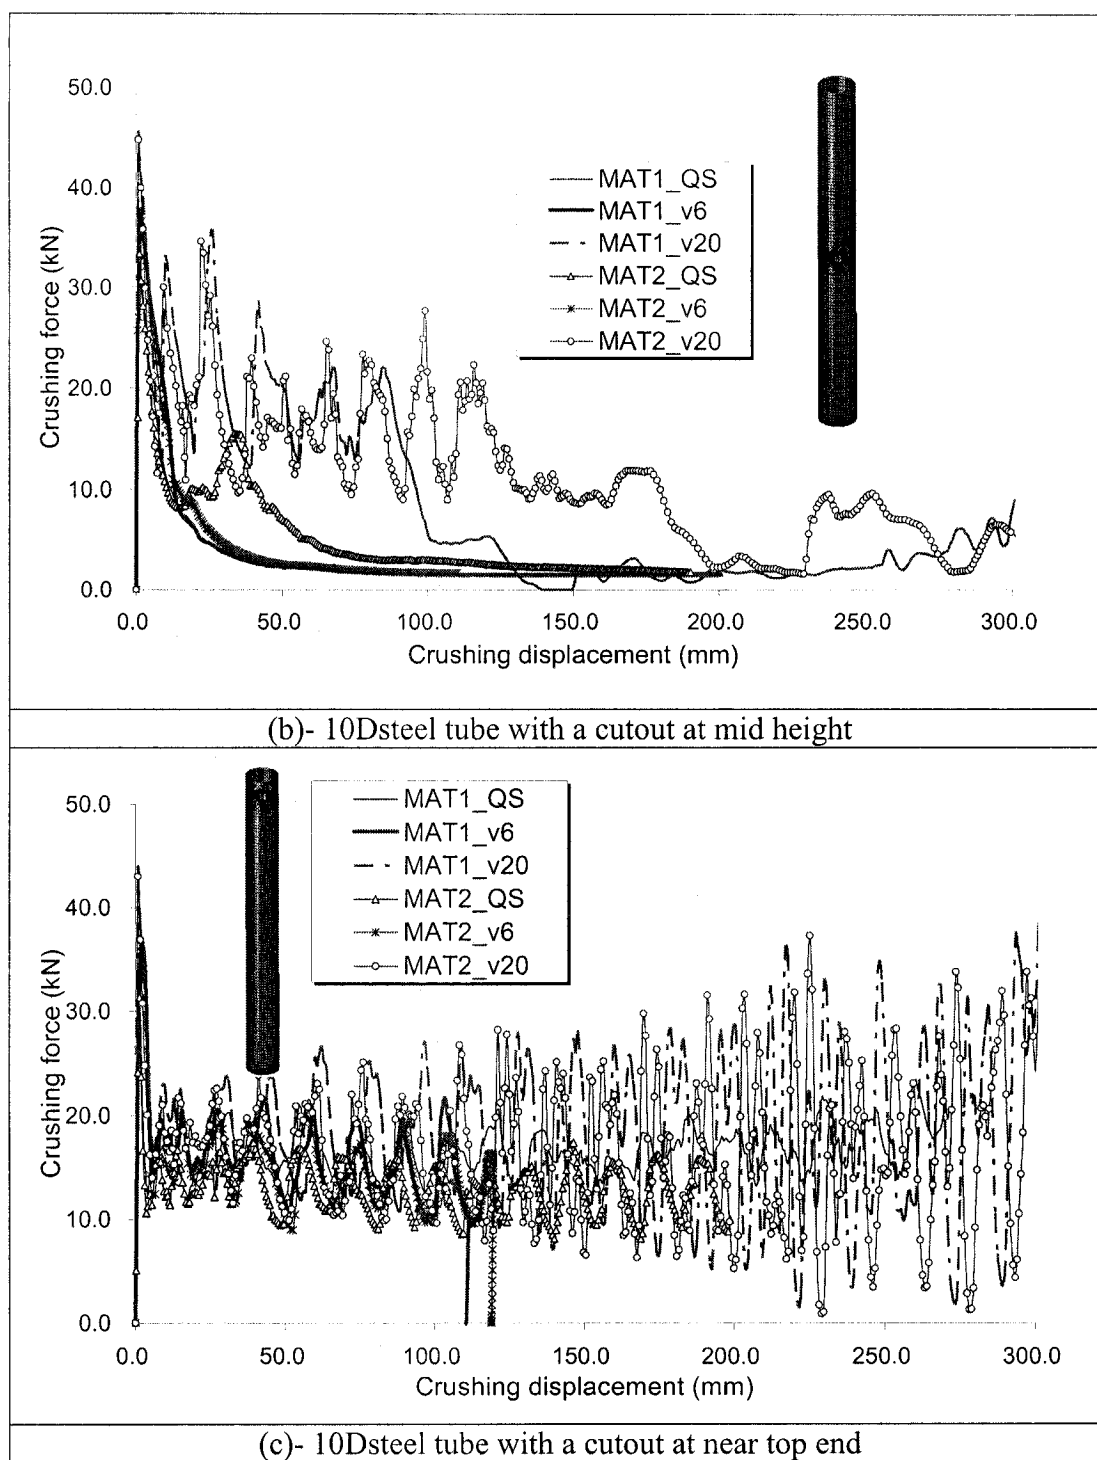 50.0
40.0
30.0
20.0
10.0
0.0
Crushing force (kN)
MAT1_QS
MAT1_v6
MAT1_v20
MAT2_QS
MAT2_v6
MAT2_v20
0.0 50.0 100.0 150.0 200.0 250.0 300.0
Crushing displacement (mm)
(b)- 10Dsteel tube with a cutout at mid height
50.0
40.0
30.0
20.0
10.0
0.0
Crushing force (kN)
MAT1_QS
MAT1_v6
MAT1_v20
MAT2_QS
MAT2_v6
MAT2_v20
0.0 50.0 100.0 150.0 200.0 250.0 300.0
Crushing displacement (mm)
(c)- 10Dsteel tube with a cutout at near top end